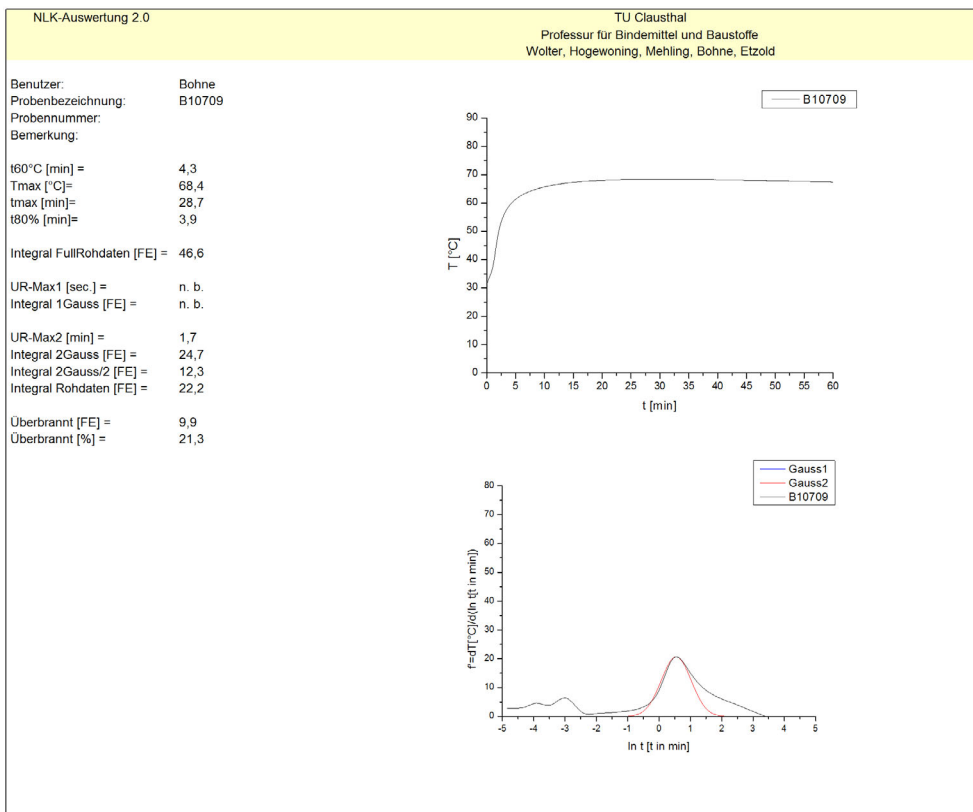 NLK-Auswertung 2.0
TU Clausthal
Professur für Bindemittel und Baustoffe
Wolter, Hogewoning, Mehling, Bohne, Etzold
Benutzer: Bohne
Probenbezeichnung: B10709
Probennummer:
Bemerkung:
t60°C [min] = 4,3
Tmax [°C]= 68,4
tmax [min]= 28,7
t80% [min]= 3,9
Integral FullRohdaten [FE] = 46,6
UR-Max1 [sec.] = n. b.
Integral 1Gauss [FE] = n. b.
UR-Max2 [min] = 1,7
Integral 2Gauss [FE] = 24,7
Integral 2Gauss/2 [FE] = 12,3
Integral Rohdaten [FE] = 22,2
Überbrannt [FE] = 9,9
Überbrannt [%] = 21,3
B10709
90
80
70
60
50
40
30
20
10
0
T [°C]
0 5 10 15 20 25 30 35 40 45 50 55 60
t [min]
Gauss1
Gauss2
B10709
80
70
60
50
40
30
20
10
0
f'=dT[°C]/d(ln t[t in min])
-5 -4 -3 -2 -1 0 1 2 3 4 5
ln t [t in min]